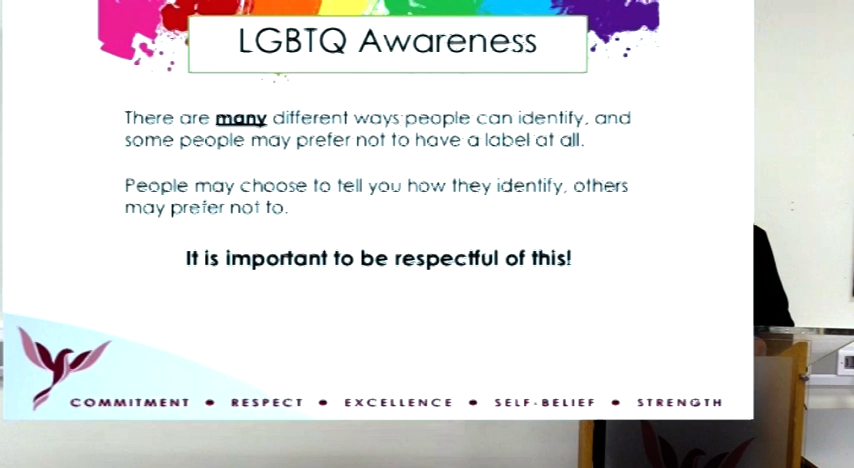 LGBTQ Awareness
There are many different ways people can identify, and
some people may prefer not to have a label at all.
People may choose to tell you how they identify, others
may prefer not to.
It is important to be respectful of this!
COMMITMENT • RESPECT • EXCELLENCE • SELF-BELIEF • STRENGTH